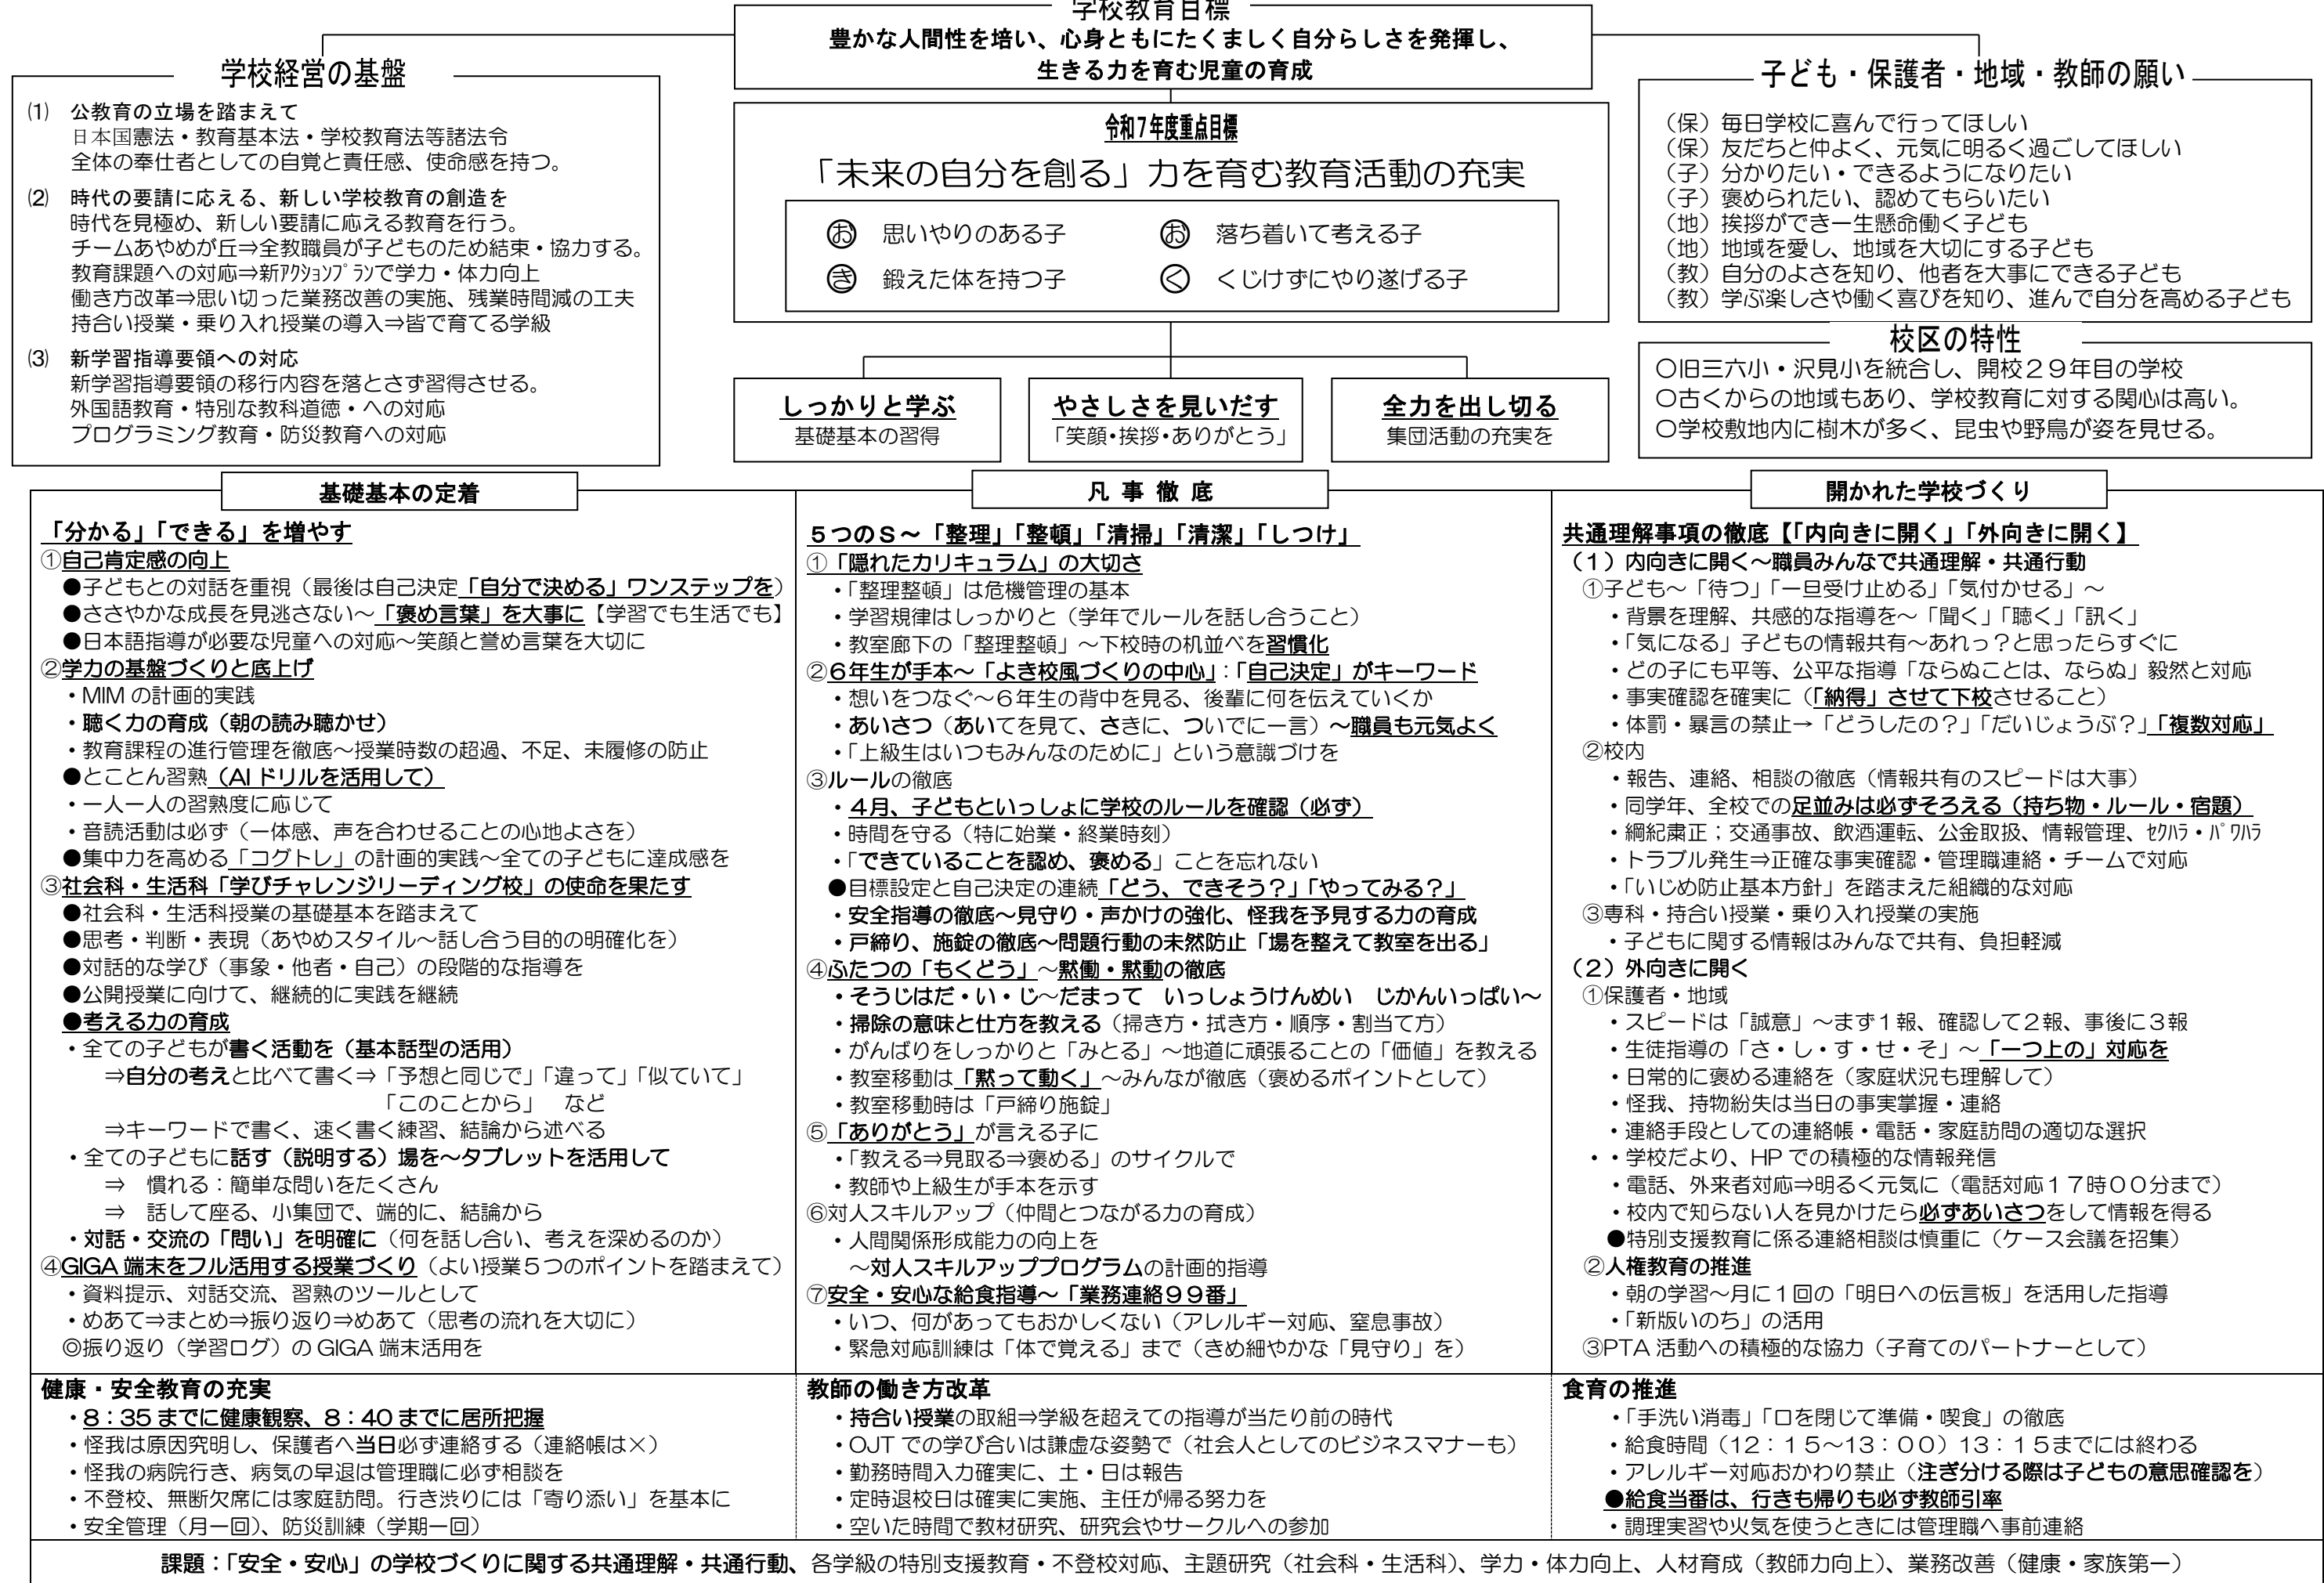 学校教育目標
豊かな人間性を培い、心身ともにたくましく自分らしさを発揮し、
生きる力を育む児童の育成
学校経営の基盤
⑴　公教育の立場を踏まえて
日本国憲法・教育基本法・学校教育法等諸法令
全体の奉仕者としての自覚と責任感、使命感を持つ。
⑵　時代の要請に応える、新しい学校教育の創造を
時代を見極め、新しい要請に応える教育を行う。
チームあやめが丘⇒全教職員が子どものため結束・協力する。
教育課題への対応⇒新ｱｸｼｮﾝﾌﾟﾗﾝで学力・体力向上
働き方改革⇒思い切った業務改善の実施、残業時間減の工夫
持合い授業・乗り入れ授業の導入⇒皆で育てる学級
⑶　新学習指導要領への対応
新学習指導要領の移行内容を落とさず習得させる。
外国語教育・特別な教科道徳・への対応
プログラミング教育・防災教育への対応
令和７年度重点目標
「未来の自分を創る」力を育む教育活動の充実
お　思いやりのある子　お　落ち着いて考える子
き　鍛えた体を持つ子　く　くじけずにやり遂げる子
しっかりと学ぶ
基礎基本の習得
やさしさを見いだす
「笑顔・挨拶・ありがとう」
全力を出し切る
集団活動の充実を
子ども・保護者・地域・教師の願い
（保）毎日学校に喜んで行ってほしい
（保）友だちと仲よく、元気に明るく過ごしてほしい
（子）分かりたい・できるようになりたい
（子）褒められたい、認めてもらいたい
（地）挨拶ができ一生懸命働く子ども
（地）地域を愛し、地域を大切にする子ども
（教）自分のよさを知り、他者を大事にできる子ども
（教）学ぶ楽しさや働く喜びを知り、進んで自分を高める子ども
校区の特性
○旧三六小・沢見小を統合し、開校２９年目の学校
○古くからの地域もあり、学校教育に対する関心は高い。
○学校敷地内に樹木が多く、昆虫や野鳥が姿を見せる。
基礎基本の定着
「分かる」「できる」を増やす
①自己肯定感の向上
●子どもとの対話を重視（最後は自己決定「自分で決める」ワンステップを）
●ささやかな成長を見逃さない～「褒め言葉」を大事に【学習でも生活でも】
●日本語指導が必要な児童への対応～笑顔と誉め言葉を大切に
②学力の基盤づくりと底上げ
・MIM の計画的実践
・聴く力の育成（朝の読み聴かせ）
・教育課程の進行管理を徹底～授業時数の超過、不足、未履修の防止
●とことん習熟（AI ドリルを活用して）
・一人一人の習熟度に応じて
・音読活動は必ず（一体感、声を合わせることの心地よさを）
●集中力を高める「コグトレ」の計画的実践～全ての子どもに達成感を
③社会科・生活科「学びチャレンジリーディング校」の使命を果たす
●社会科・生活科授業の基礎基本を踏まえて
●思考・判断・表現（あやめスタイル～話し合う目的の明確化を）
●対話的な学び（事象・他者・自己）の段階的な指導を
●公開授業に向けて、継続的に実践を継続
●考える力の育成
・全ての子どもが書く活動を（基本話型の活用）
⇒自分の考えと比べて書く⇒「予想と同じで」「違って」「似ていて」
「このことから」　など
⇒キーワードで書く、速く書く練習、結論から述べる
・全ての子どもに話す（説明する）場を～タブレットを活用して
⇒　慣れる：簡単な問いをたくさん
⇒　話して座る、小集団で、端的に、結論から
・対話・交流の「問い」を明確に（何を話し合い、考えを深めるのか）
④GIGA 端末をフル活用する授業づくり（よい授業５つのポイントを踏まえて）
・資料提示、対話交流、習熟のツールとして
・めあて⇒まとめ⇒振り返り⇒めあて（思考の流れを大切に）
◎振り返り（学習ログ）の GIGA 端末活用を
凡 事 徹 底
５つのＳ～「整理」「整頓」「清掃」「清潔」「しつけ」
①「隠れたカリキュラム」の大切さ
・「整理整頓」は危機管理の基本
・学習規律はしっかりと（学年でルールを話し合うこと）
・教室廊下の「整理整頓」～下校時の机並べを習慣化
②６年生が手本～「よき校風づくりの中心」：「自己決定」がキーワード
・想いをつなぐ～６年生の背中を見る、後輩に何を伝えていくか
・あいさつ（あいてを見て、さきに、ついでに一言）～職員も元気よく
・「上級生はいつもみんなのために」という意識づけを
③ルールの徹底
・４月、子どもといっしょに学校のルールを確認（必ず）
・時間を守る（特に始業・終業時刻）
・「できていることを認め、褒める」ことを忘れない
●目標設定と自己決定の連続「どう、できそう？」「やってみる？」
・安全指導の徹底～見守り・声かけの強化、怪我を予見する力の育成
・戸締り、施錠の徹底～問題行動の未然防止「場を整えて教室を出る」
④ふたつの「もくどう」～黙働・黙動の徹底
・そうじはだ・い・じ～だまって　いっしょうけんめい　じかんいっぱい～
・掃除の意味と仕方を教える（掃き方・拭き方・順序・割当て方）
・がんばりをしっかりと「みとる」～地道に頑張ることの「価値」を教える
・教室移動は「黙って動く」～みんなが徹底（褒めるポイントとして）
・教室移動時は「戸締り施錠」
⑤「ありがとう」が言える子に
・「教える⇒見取る⇒褒める」のサイクルで
・教師や上級生が手本を示す
⑥対人スキルアップ（仲間とつながる力の育成）
・人間関係形成能力の向上を
～対人スキルアッププログラムの計画的指導
⑦安全・安心な給食指導～「業務連絡９９番」
・いつ、何があってもおかしくない（アレルギー対応、窒息事故）
・緊急対応訓練は「体で覚える」まで（きめ細やかな「見守り」を）
開かれた学校づくり
共通理解事項の徹底【「内向きに開く」「外向きに開く】
（１）内向きに開く～職員みんなで共通理解・共通行動
①子ども～「待つ」「一旦受け止める」「気付かせる」～
・背景を理解、共感的な指導を～「聞く」「聴く」「訊く」
・「気になる」子どもの情報共有～あれっ？と思ったらすぐに
・どの子にも平等、公平な指導「ならぬことは、ならぬ」毅然と対応
・事実確認を確実に（「納得」させて下校させること）
・体罰・暴言の禁止→「どうしたの？」「だいじょうぶ？」「複数対応」
②校内
・報告、連絡、相談の徹底（情報共有のスピードは大事）
・同学年、全校での足並みは必ずそろえる（持ち物・ルール・宿題）
・綱紀粛正；交通事故、飲酒運転、公金取扱、情報管理、ｾｸﾊﾗ・ﾊﾟﾜﾊﾗ
・トラブル発生⇒正確な事実確認・管理職連絡・チームで対応
・「いじめ防止基本方針」を踏まえた組織的な対応
③専科・持合い授業・乗り入れ授業の実施
・子どもに関する情報はみんなで共有、負担軽減
（２）外向きに開く
①保護者・地域
・スピードは「誠意」～まず１報、確認して２報、事後に３報
・生徒指導の「さ・し・す・せ・そ」～「一つ上の」対応を
・日常的に褒める連絡を（家庭状況も理解して）
・怪我、持物紛失は当日の事実掌握・連絡
・連絡手段としての連絡帳・電話・家庭訪問の適切な選択
・・学校だより、HP での積極的な情報発信
・電話、外来者対応⇒明るく元気に（電話対応１７時００分まで）
・校内で知らない人を見かけたら必ずあいさつをして情報を得る
●特別支援教育に係る連絡相談は慎重に（ケース会議を招集）
②人権教育の推進
・朝の学習～月に１回の「明日への伝言板」を活用した指導
・「新版いのち」の活用
③PTA 活動への積極的な協力（子育てのパートナーとして）
健康・安全教育の充実
・８：35 までに健康観察、８：40 までに居所把握
・怪我は原因究明し、保護者へ当日必ず連絡する（連絡帳は×）
・怪我の病院行き、病気の早退は管理職に必ず相談を
・不登校、無断欠席には家庭訪問。行き渋りには「寄り添い」を基本に
・安全管理（月一回）、防災訓練（学期一回）
教師の働き方改革
・持合い授業の取組⇒学級を超えての指導が当たり前の時代
・OJT での学び合いは謙虚な姿勢で（社会人としてのビジネスマナーも）
・勤務時間入力確実に、土・日は報告
・定時退校日は確実に実施、主任が帰る努力を
・空いた時間で教材研究、研究会やサークルへの参加
食育の推進
・「手洗い消毒」「口を閉じて準備・喫食」の徹底
・給食時間（12：１５～13：００）13：１５までには終わる
・アレルギー対応おかわり禁止（注ぎ分ける際は子どもの意思確認を）
●給食当番は、行きも帰りも必ず教師引率
・調理実習や火気を使うときには管理職へ事前連絡
課題：「安全・安心」の学校づくりに関する共通理解・共通行動、各学級の特別支援教育・不登校対応、主題研究（社会科・生活科）、学力・体力向上、人材育成（教師力向上）、業務改善（健康・家族第一）